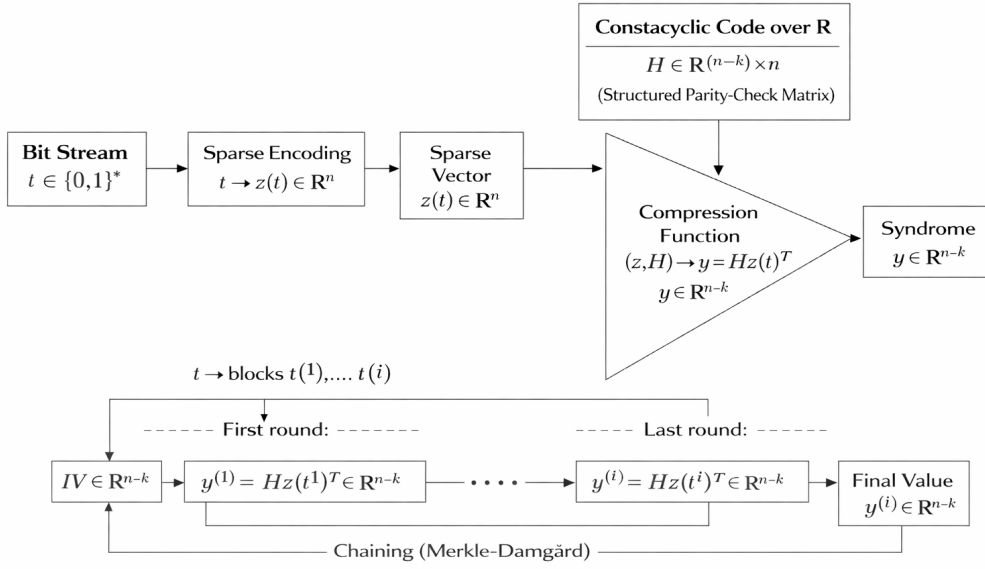 Constacyclic Code over R
H ∈ R^{(n−k)×n}
(Structured Parity-Check Matrix)
Bit Stream
t ∈ {0,1}^*
Sparse Encoding
t → z(t) ∈ R^n
Sparse
Vector
z(t) ∈ R^n
Compression
Function
(z,H) → y = Hz(t)^T
y ∈ R^{n−k}
Syndrome
y ∈ R^{n−k}
t → blocks t^{(1)},.... t^{(i)}
First round:
Last round:
IV ∈ R^{n−k}
y^{(1)} = Hz(t^1)^T ∈ R^{n−k}
....
y^{(i)} = Hz(t^i)^T ∈ R^{n−k}
Final Value
y^{(i)} ∈ R^{n−k}
Chaining (Merkle-Damgård)